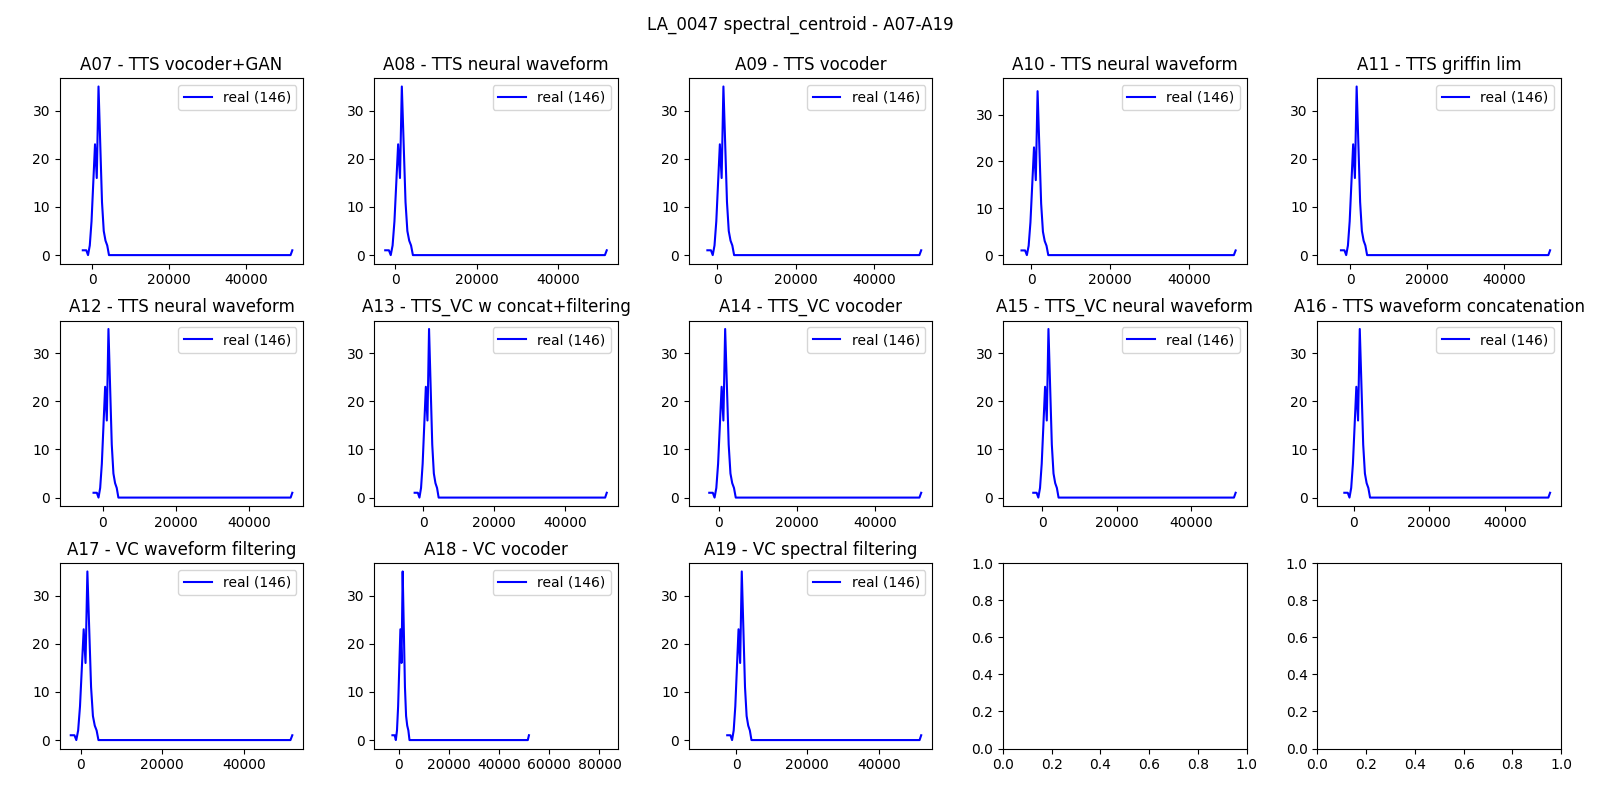 LA_0047 spectral_centroid - A07-A19
A07 - TTS vocoder+GAN
real (146)
30
20
10
0
0 20000 40000
A08 - TTS neural waveform
real (146)
30
20
10
0
0 20000 40000
A09 - TTS vocoder
real (146)
30
20
10
0
0 20000 40000
A10 - TTS neural waveform
real (146)
30
20
10
0
0 20000 40000
A11 - TTS griffin lim
real (146)
30
20
10
0
0 20000 40000
A12 - TTS neural waveform
real (146)
30
20
10
0
0 20000 40000
A13 - TTS_VC w concat+filtering
real (146)
30
20
10
0
0 20000 40000
A14 - TTS_VC vocoder
real (146)
30
20
10
0
0 20000 40000
A15 - TTS_VC neural waveform
real (146)
30
20
10
0
0 20000 40000
A16 - TTS waveform concatenation
real (146)
30
20
10
0
0 20000 40000
A17 - VC waveform filtering
real (146)
30
20
10
0
0 20000 40000
A18 - VC vocoder
real (146)
30
20
10
0
0 20000 40000 60000 80000
A19 - VC spectral filtering
real (146)
30
20
10
0
0 20000 40000
1.0
0.8
0.6
0.4
0.2
0.0
0.0 0.2 0.4 0.6 0.8 1.0
1.0
0.8
0.6
0.4
0.2
0.0
0.0 0.2 0.4 0.6 0.8 1.0